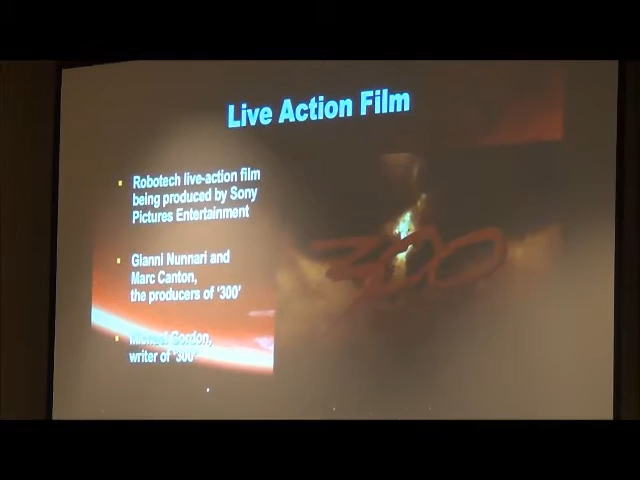 Live Action Film
Robotech live-action film
being produced by Sony
Pictures Entertainment
Gianni Nunnari and
Marc Canton,
the producers of '300'
Michael Gordon,
writer of '300'
300